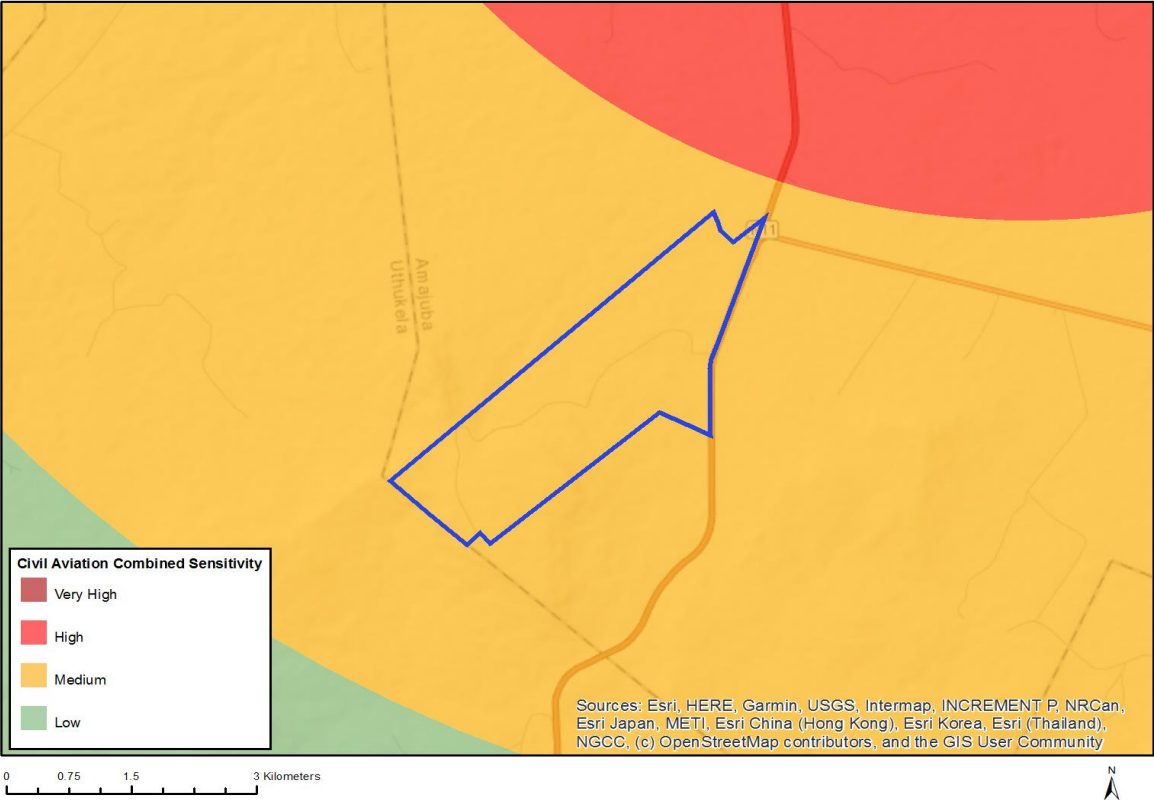 Amajuba
Uthukela
Civil Aviation Combined Sensitivity
Very High
High
Medium
Low
Sources: Esri, HERE, Garmin, USGS, Intermap, INCREMENT P, NRCan,
Esri Japan, METI, Esri China (Hong Kong), Esri Korea, Esri (Thailand),
NGCC, (c) OpenStreetMap contributors, and the GIS User Community
0 0.75 1.5 3 Kilometers
N